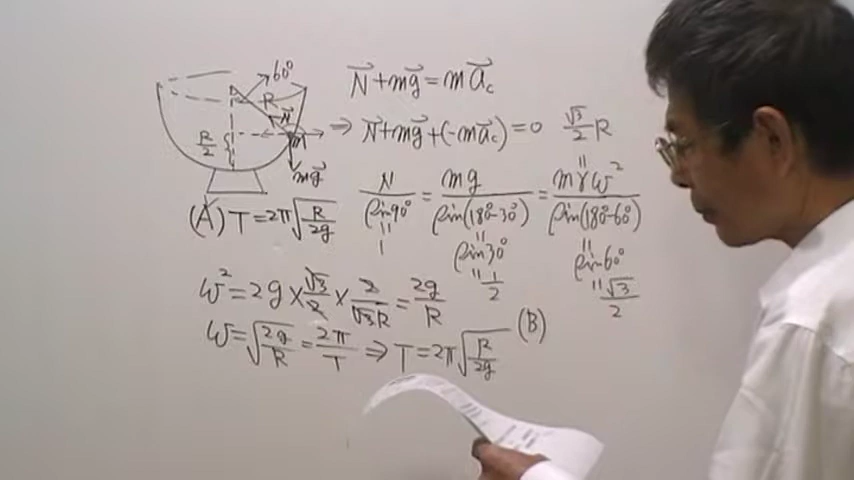 60°
R
N⃗
m
R/2
mg⃗
(A) T=2π√(R/2g)
N⃗+mg⃗=ma⃗c
⇒ N⃗+mg⃗+(-ma⃗c)=0
√3/2 R
N/sin90° = mg/sin(180°-30°) = mrω²/sin(180°-60°)
" 1
" sin30° " 1/2
" sin60° " √3/2
ω²=2g×√3/2×2/√3R=2g/R
ω=√(2g/R)=2π/T ⇒ T=2π√(R/2g) (B)